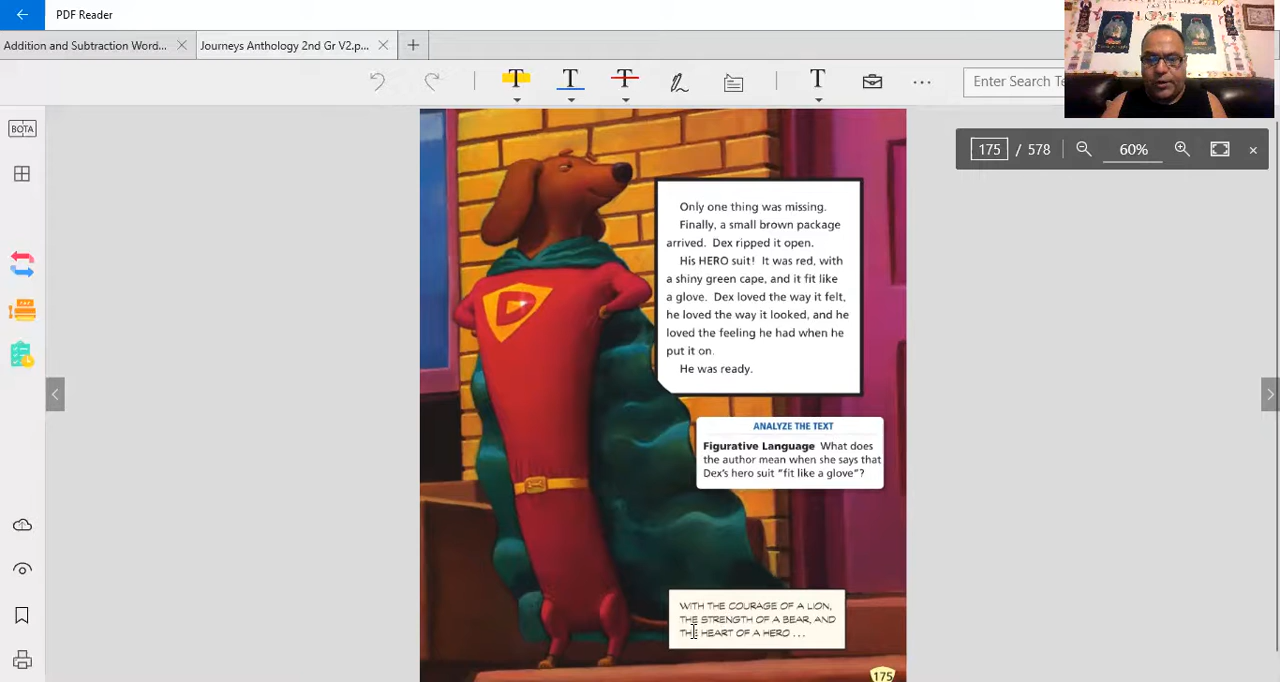 PDF Reader
Addition and Subtraction Word...
Journeys Anthology 2nd Gr V2.p...
Enter Search Te
BOTA
175 / 578
60%
Only one thing was missing.
Finally, a small brown package
arrived. Dex ripped it open.
His HERO suit! It was red, with
a shiny green cape, and it fit like
a glove. Dex loved the way it felt,
he loved the way it looked, and he
loved the feeling he had when he
put it on.
He was ready.
D
ANALYZE THE TEXT
Figurative Language What does
the author mean when she says that
Dex's hero suit "fit like a glove"?
WITH THE COURAGE OF A LION,
THE STRENGTH OF A BEAR, AND
THE HEART OF A HERO . . .
175